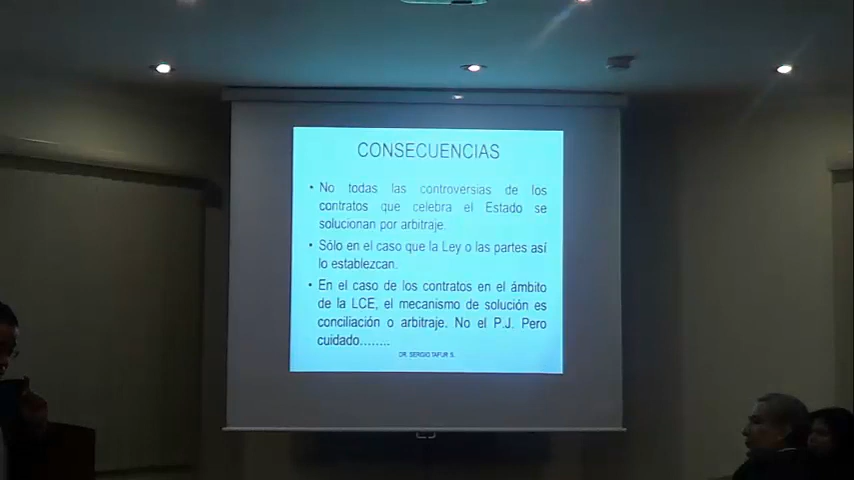 CONSECUENCIAS
• No todas las controversias de los
contratos que celebra el Estado se
solucionan por arbitraje.
• Sólo en el caso que la Ley o las partes así
lo establezcan.
• En el caso de los contratos en el ámbito
de la LCE, el mecanismo de solución es
conciliación o arbitraje. No el P.J. Pero
cuidado........
DR. SERGIO TAFUR S.